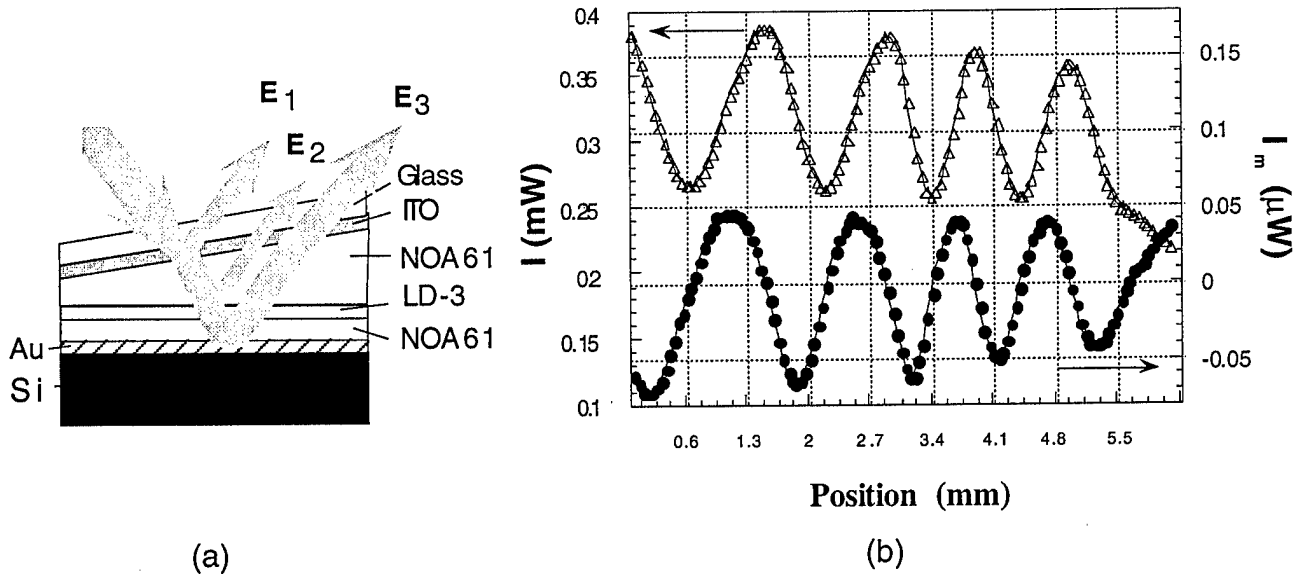 E1
E3
E2
Glass
ITO
NOA61
LD-3
NOA61
Au
Si
(a)
0.4
0.35
0.3
0.25
0.2
0.15
0.1
I (mW)
0.15
0.1
0.05
0
-0.05
I m (μW)
0.6 1.3 2 2.7 3.4 4.1 4.8 5.5
Position (mm)
(b)